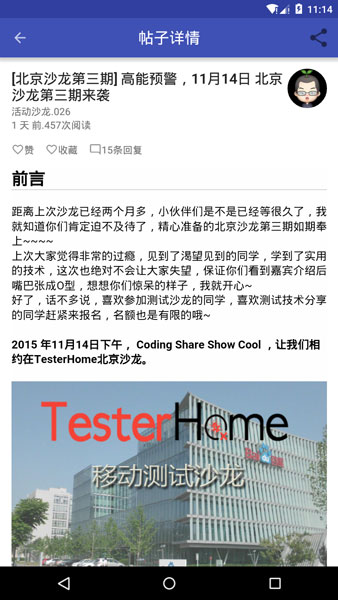 11:14
帖子详情
[北京沙龙第三期] 高能预警，11月14日 北京
沙龙第三期来袭
活动沙龙.026
1 天 前.457次阅读
赞 收藏 15条回复
前言
距离上次沙龙已经两个月多，小伙伴们是不是已经等很久了，我
就知道你们肯定迫不及待了，精心准备的北京沙龙第三期如期奉
上~~~~
上次大家觉得非常的过瘾，见到了渴望见到的同学，学到了实用
的技术，这次也绝对不会让大家失望，保证你们看到嘉宾介绍后
嘴巴张成O型，想想你们惊呆的样子，我就开心~
好了，话不多说，喜欢参加测试沙龙的同学，喜欢测试技术分享
的同学赶紧来报名，名额也是有限的哦~
2015 年11月14日下午， Coding Share Show Cool ，让我们相
约在TesterHome北京沙龙。
TesterHome
移动测试沙龙